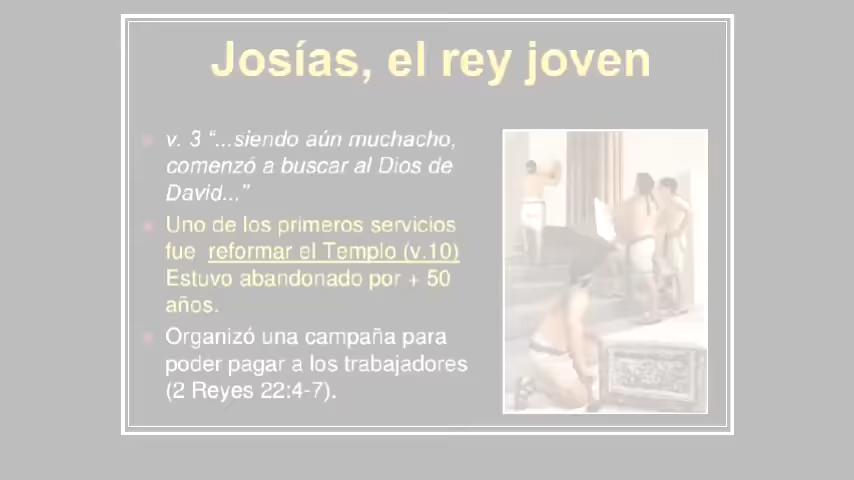 Josías, el rey joven
v. 3 “...siendo aún muchacho,
comenzó a buscar al Dios de
David...”
Uno de los primeros servicios
fue reformar el Templo (v.10)
Estuvo abandonado por + 50
años.
Organizó una campaña para
poder pagar a los trabajadores
(2 Reyes 22:4-7).